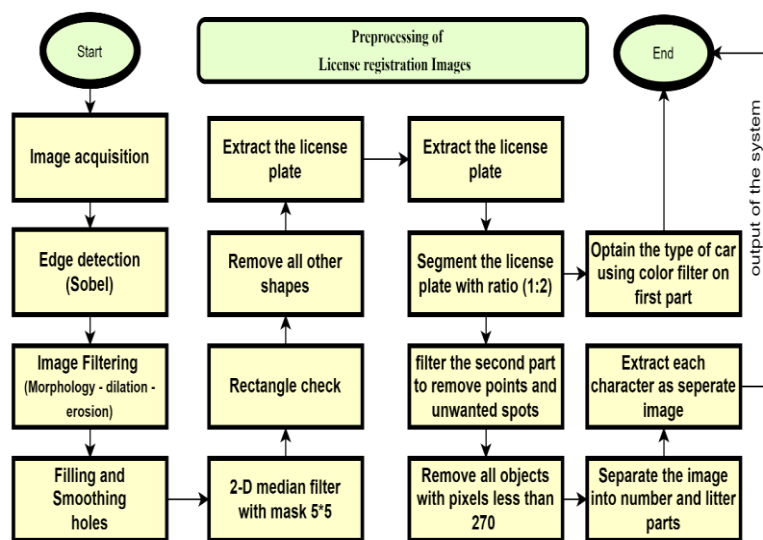 Start
Preprocessing of
License registration Images
End
Image acquisition
Edge detection
(Sobel)
Image Filtering
(Morphology - dilation -
erosion)
Filling and
Smoothing
holes
2-D median filter
with mask 5*5
Rectangle check
Remove all other
shapes
Extract the license
plate
Extract the license
plate
Segment the license
plate with ratio (1:2)
Optain the type of car
using color filter on
first part
filter the second part
to remove points and
unwanted spots
Remove all objects
with pixels less than
270
Separate the image
into number and litter
parts
Extract each
character as seperate
image
output of the system